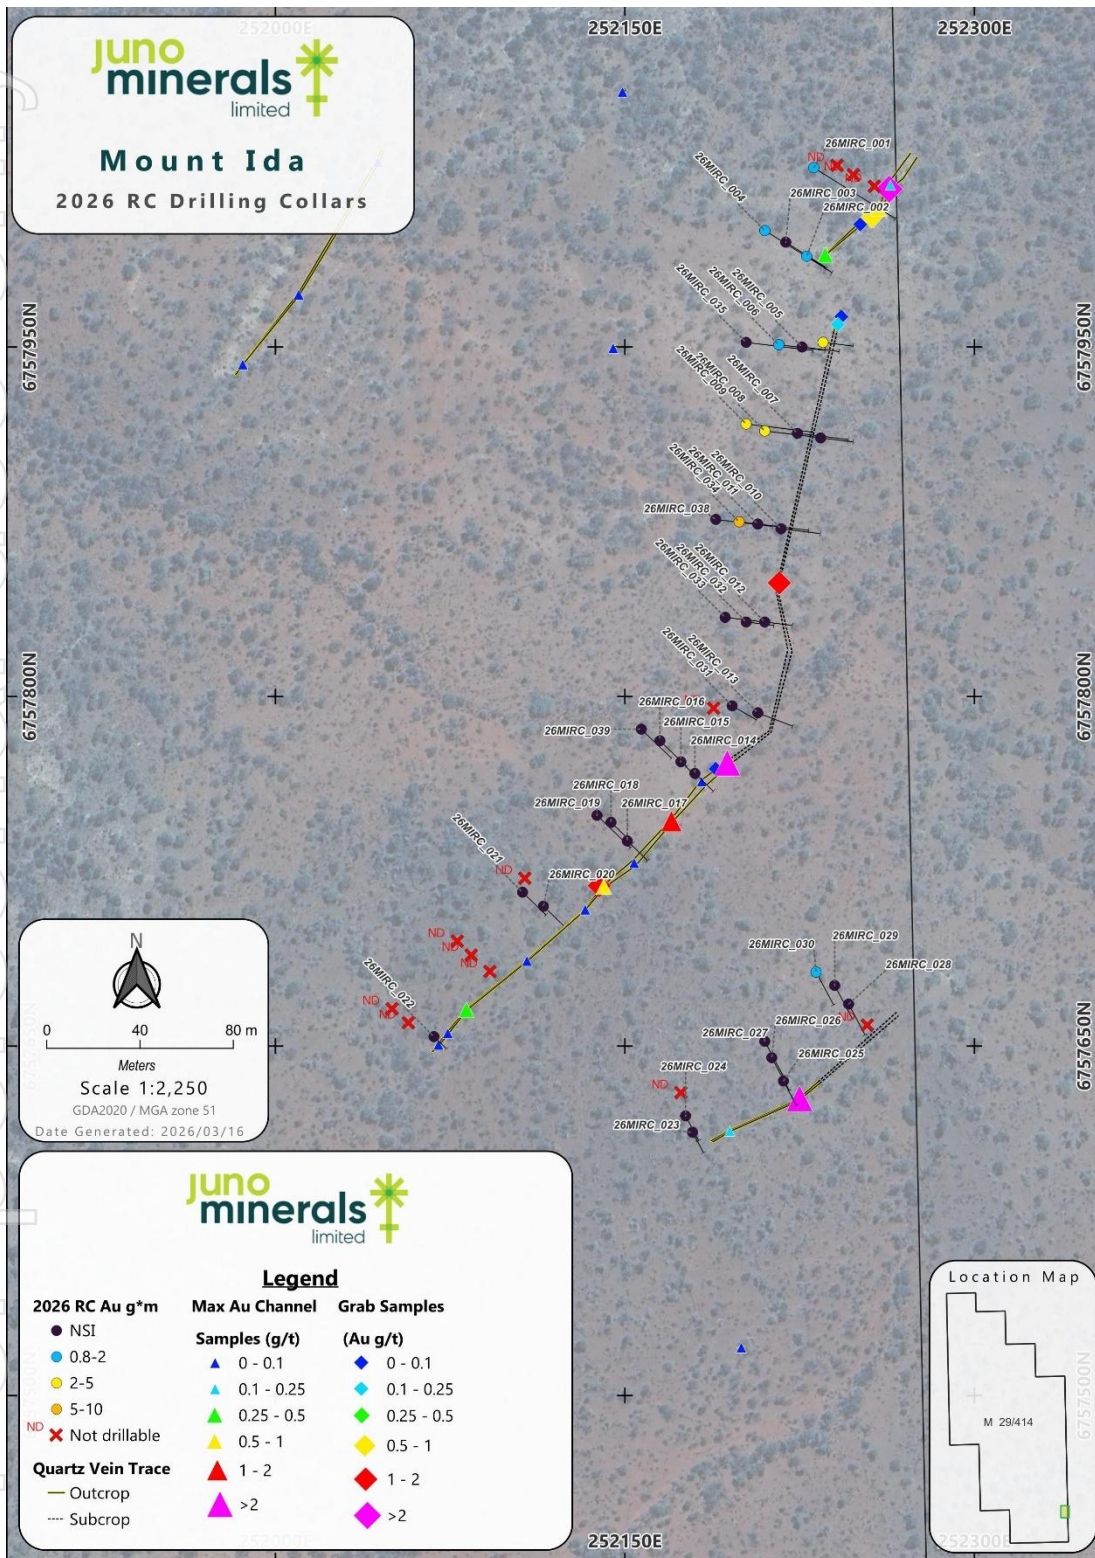 252000E
252150E
252300E
juno
minerals
limited
Mount Ida
2026 RC Drilling Collars
26MIRC_001
ND
ND
26MIRC_004
26MIRC_003
26MIRC_002
26MIRC_005
26MIRC_006
26MIRC_035
6757950N
6757950N
26MIRC_007
26MIRC_008
26MIRC_009
26MIRC_010
26MIRC_011
26MIRC_034
26MIRC_038
26MIRC_012
26MIRC_032
26MIRC_033
26MIRC_013
26MIRC_031
6757800N
6757800N
26MIRC_016
26MIRC_015
26MIRC_039
26MIRC_014
26MIRC_018
26MIRC_019
26MIRC_017
26MIRC_021
ND
26MIRC_020
ND
ND
ND
26MIRC_022
ND
ND
26MIRC_029
26MIRC_030
26MIRC_028
ND
26MIRC_026
26MIRC_027
26MIRC_025
26MIRC_024
ND
26MIRC_023
6757650N
N
0 40 80 m
Meters
Scale 1:2,250
GDA2020 / MGA zone 51
Date Generated: 2026/03/16
juno
minerals
limited
Legend
2026 RC Au g*m
NSI
0.8-2
2-5
5-10
ND Not drillable
Quartz Vein Trace
Outcrop
Subcrop
Max Au Channel
Samples (g/t)
0 - 0.1
0.1 - 0.25
0.25 - 0.5
0.5 - 1
1 - 2
>2
Grab Samples
(Au g/t)
0 - 0.1
0.1 - 0.25
0.25 - 0.5
0.5 - 1
1 - 2
>2
Location Map
M 29/414
6757500N
252000E
252150E
252300E